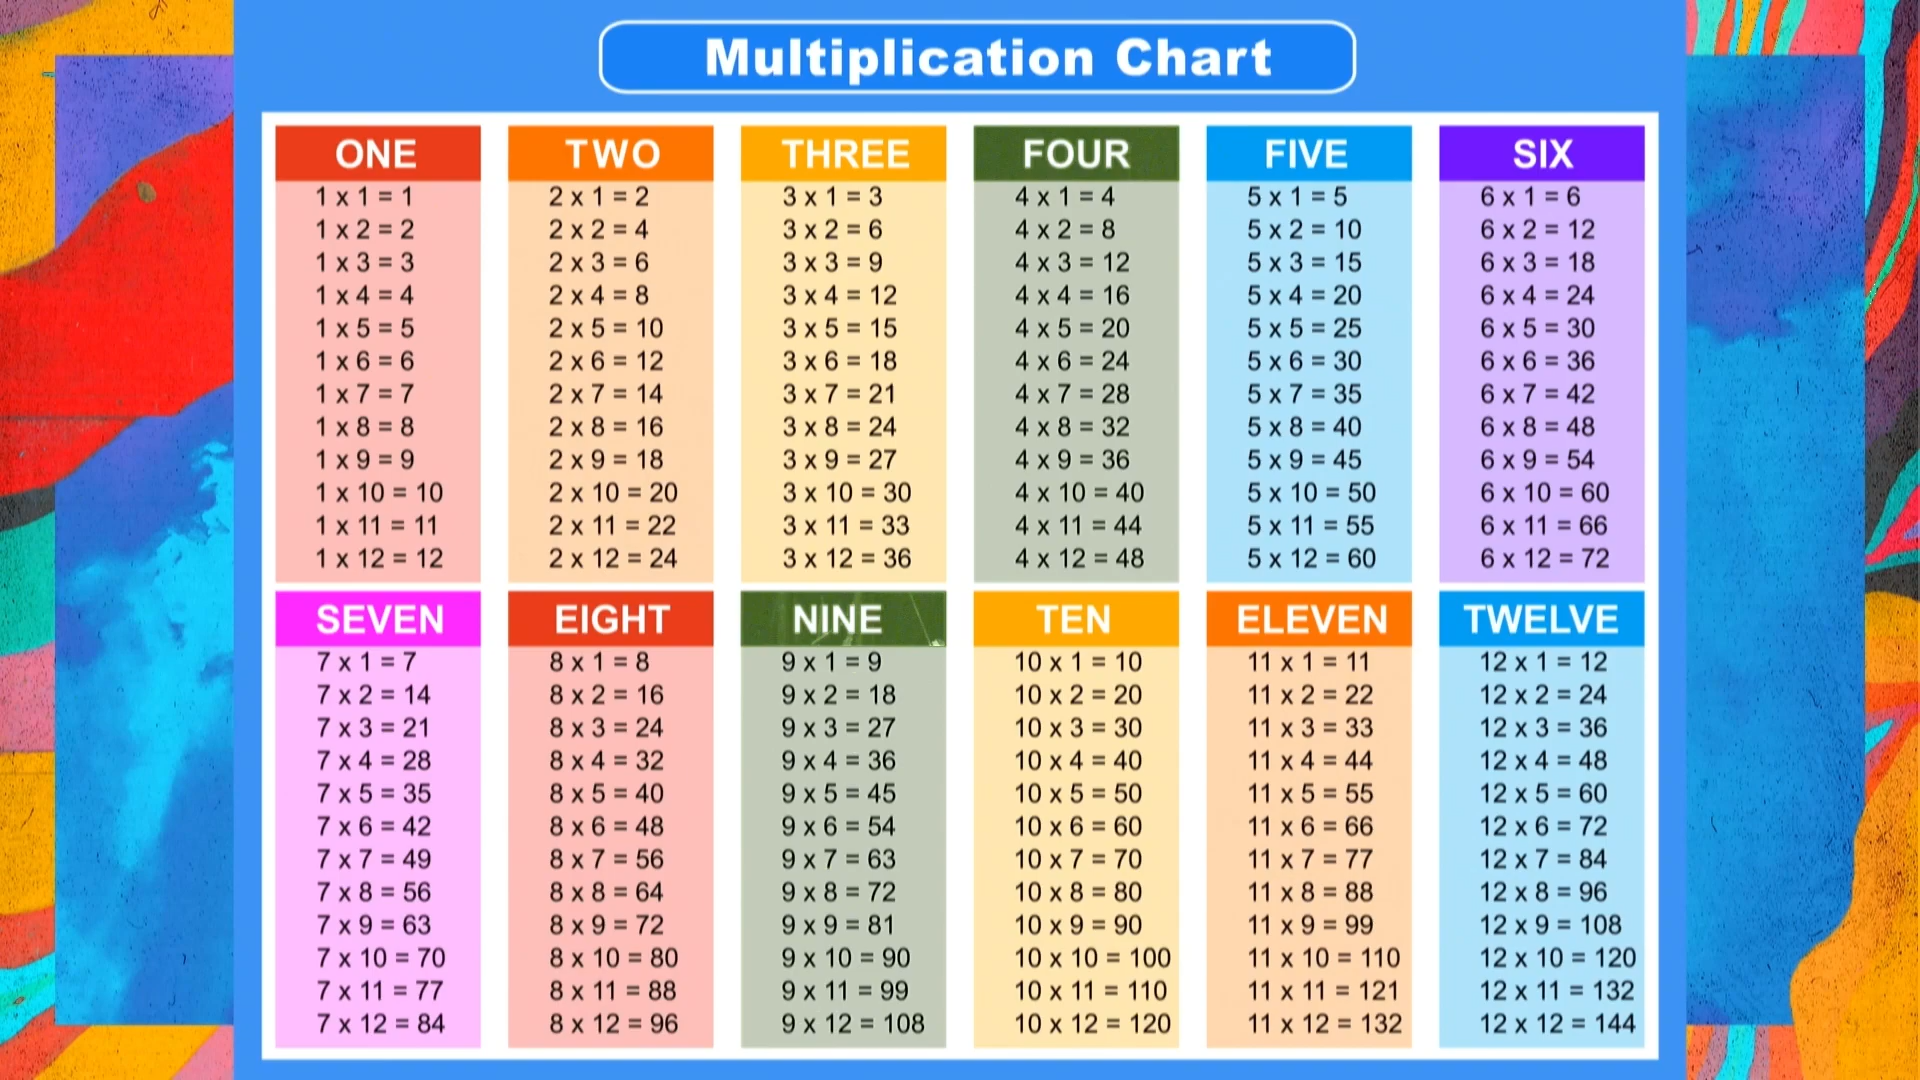 Multiplication Chart
ONE
1 x 1 = 1
1 x 2 = 2
1 x 3 = 3
1 x 4 = 4
1 x 5 = 5
1 x 6 = 6
1 x 7 = 7
1 x 8 = 8
1 x 9 = 9
1 x 10 = 10
1 x 11 = 11
1 x 12 = 12
TWO
2 x 1 = 2
2 x 2 = 4
2 x 3 = 6
2 x 4 = 8
2 x 5 = 10
2 x 6 = 12
2 x 7 = 14
2 x 8 = 16
2 x 9 = 18
2 x 10 = 20
2 x 11 = 22
2 x 12 = 24
THREE
3 x 1 = 3
3 x 2 = 6
3 x 3 = 9
3 x 4 = 12
3 x 5 = 15
3 x 6 = 18
3 x 7 = 21
3 x 8 = 24
3 x 9 = 27
3 x 10 = 30
3 x 11 = 33
3 x 12 = 36
FOUR
4 x 1 = 4
4 x 2 = 8
4 x 3 = 12
4 x 4 = 16
4 x 5 = 20
4 x 6 = 24
4 x 7 = 28
4 x 8 = 32
4 x 9 = 36
4 x 10 = 40
4 x 11 = 44
4 x 12 = 48
FIVE
5 x 1 = 5
5 x 2 = 10
5 x 3 = 15
5 x 4 = 20
5 x 5 = 25
5 x 6 = 30
5 x 7 = 35
5 x 8 = 40
5 x 9 = 45
5 x 10 = 50
5 x 11 = 55
5 x 12 = 60
SIX
6 x 1 = 6
6 x 2 = 12
6 x 3 = 18
6 x 4 = 24
6 x 5 = 30
6 x 6 = 36
6 x 7 = 42
6 x 8 = 48
6 x 9 = 54
6 x 10 = 60
6 x 11 = 66
6 x 12 = 72
SEVEN
7 x 1 = 7
7 x 2 = 14
7 x 3 = 21
7 x 4 = 28
7 x 5 = 35
7 x 6 = 42
7 x 7 = 49
7 x 8 = 56
7 x 9 = 63
7 x 10 = 70
7 x 11 = 77
7 x 12 = 84
EIGHT
8 x 1 = 8
8 x 2 = 16
8 x 3 = 24
8 x 4 = 32
8 x 5 = 40
8 x 6 = 48
8 x 7 = 56
8 x 8 = 64
8 x 9 = 72
8 x 10 = 80
8 x 11 = 88
8 x 12 = 96
NINE
9 x 1 = 9
9 x 2 = 18
9 x 3 = 27
9 x 4 = 36
9 x 5 = 45
9 x 6 = 54
9 x 7 = 63
9 x 8 = 72
9 x 9 = 81
9 x 10 = 90
9 x 11 = 99
9 x 12 = 108
TEN
10 x 1 = 10
10 x 2 = 20
10 x 3 = 30
10 x 4 = 40
10 x 5 = 50
10 x 6 = 60
10 x 7 = 70
10 x 8 = 80
10 x 9 = 90
10 x 10 = 100
10 x 11 = 110
10 x 12 = 120
ELEVEN
11 x 1 = 11
11 x 2 = 22
11 x 3 = 33
11 x 4 = 44
11 x 5 = 55
11 x 6 = 66
11 x 7 = 77
11 x 8 = 88
11 x 9 = 99
11 x 10 = 110
11 x 11 = 121
11 x 12 = 132
TWELVE
12 x 1 = 12
12 x 2 = 24
12 x 3 = 36
12 x 4 = 48
12 x 5 = 60
12 x 6 = 72
12 x 7 = 84
12 x 8 = 96
12 x 9 = 108
12 x 10 = 120
12 x 11 = 132
12 x 12 = 144